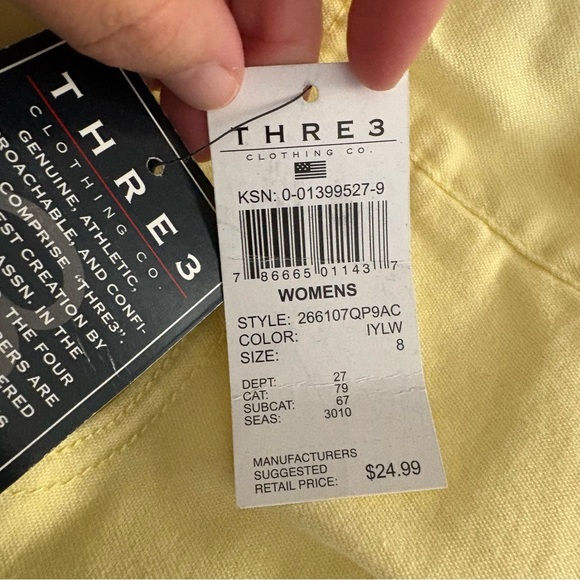 THRE3
CLOTHING CO.
KSN: 0-01399527-9
7 86665 01143 7
WOMENS
STYLE: 266107QP9AC
COLOR: IYLW
SIZE: 8
DEPT: 27
CAT: 79
SUBCAT: 67
SEAS: 3010
MANUFACTURERS
SUGGESTED
RETAIL PRICE: $24.99
THRE3
CLOTHING CO.
GENUINE, ATHLETIC,
ROACHABLE, AND CONFI-
COMPRISE "THRE3".
ST CREATION BY
ASSN. IN THE
THE FOUR
ERS ARE
ERED